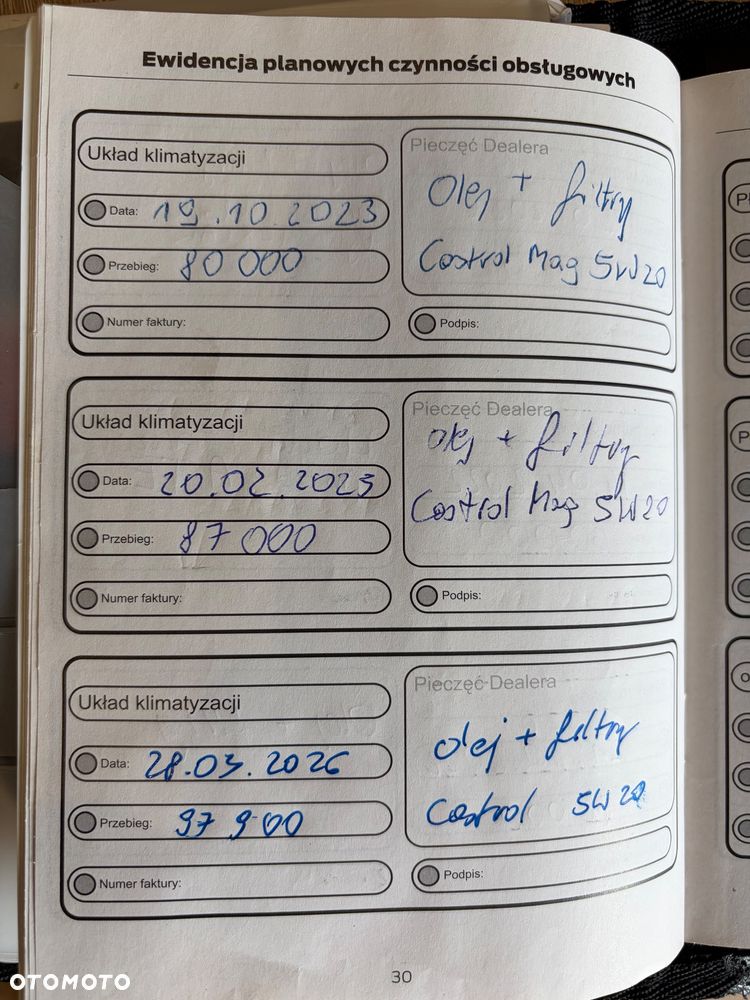 Ewidencja planowych czynności obsługowych
Układ klimatyzacji
Data: 19.10.2023
Przebieg: 80 000
Numer faktury:
Pieczęć Dealera
Olej + filtry
Castrol Mag 5W20
Podpis:
Układ klimatyzacji
Data: 20.02.2025
Przebieg: 87 000
Numer faktury:
Pieczęć Dealera
olej + filtry
Castrol Mag 5W20
Podpis:
Układ klimatyzacji
Data: 28.03.2026
Przebieg: 97 900
Numer faktury:
Pieczęć Dealera
olej + filtry
Castrol 5W20
Podpis:
30
OTOMOTO